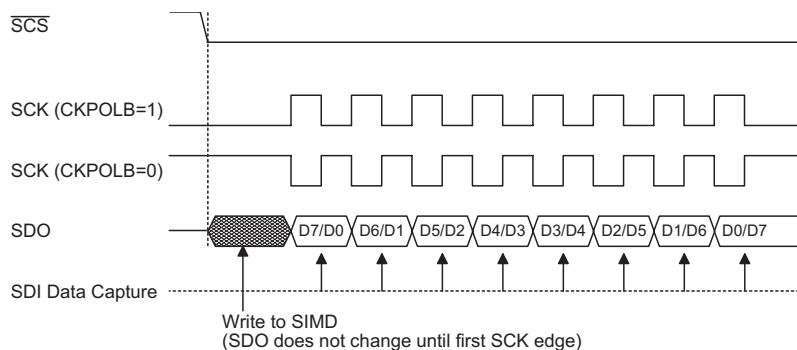 SCS
SCK (CKPOLB=1)
SCK (CKPOLB=0)
SDO
D7/D0 D6/D1 D5/D2 D4/D3 D3/D4 D2/D5 D1/D6 D0/D7
SDI Data Capture
Write to SIMD
(SDO does not change until first SCK edge)